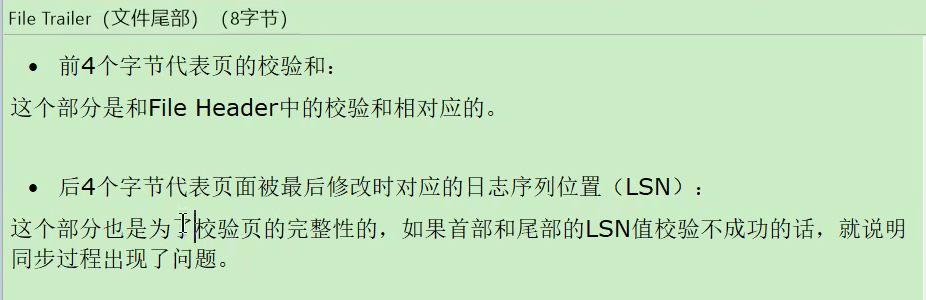 File Trailer（文件尾部）（8字节）
• 前4个字节代表页的校验和：
这个部分是和File Header中的校验和相对应的。
• 后4个字节代表页面被最后修改时对应的日志序列位置（LSN）：
这个部分也是为了校验页的完整性的，如果首部和尾部的LSN值校验不成功的话，就说明
同步过程出现了问题。